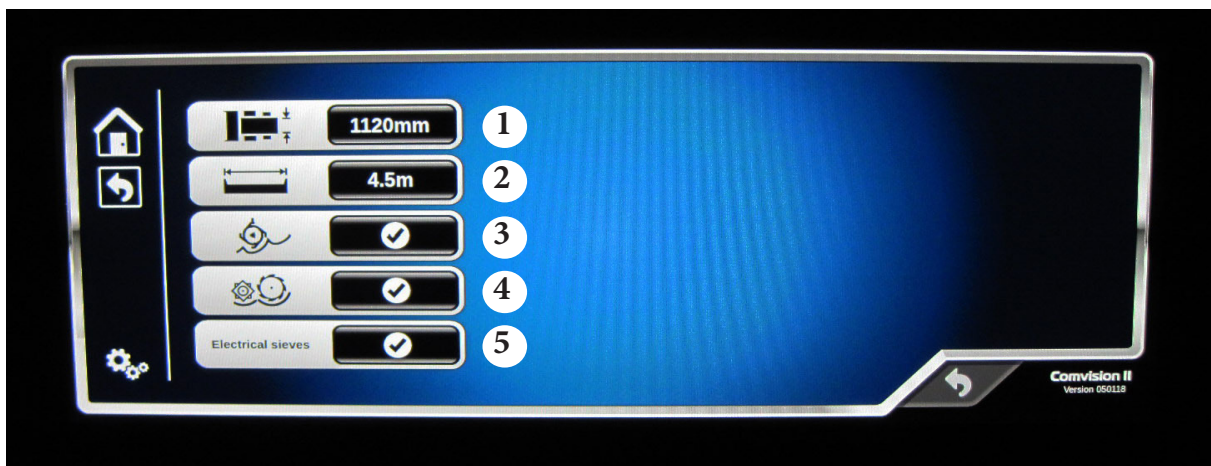 1120mm
1
4.5m
2
3
4
Electrical sieves
5
Comvision II
Version 050118